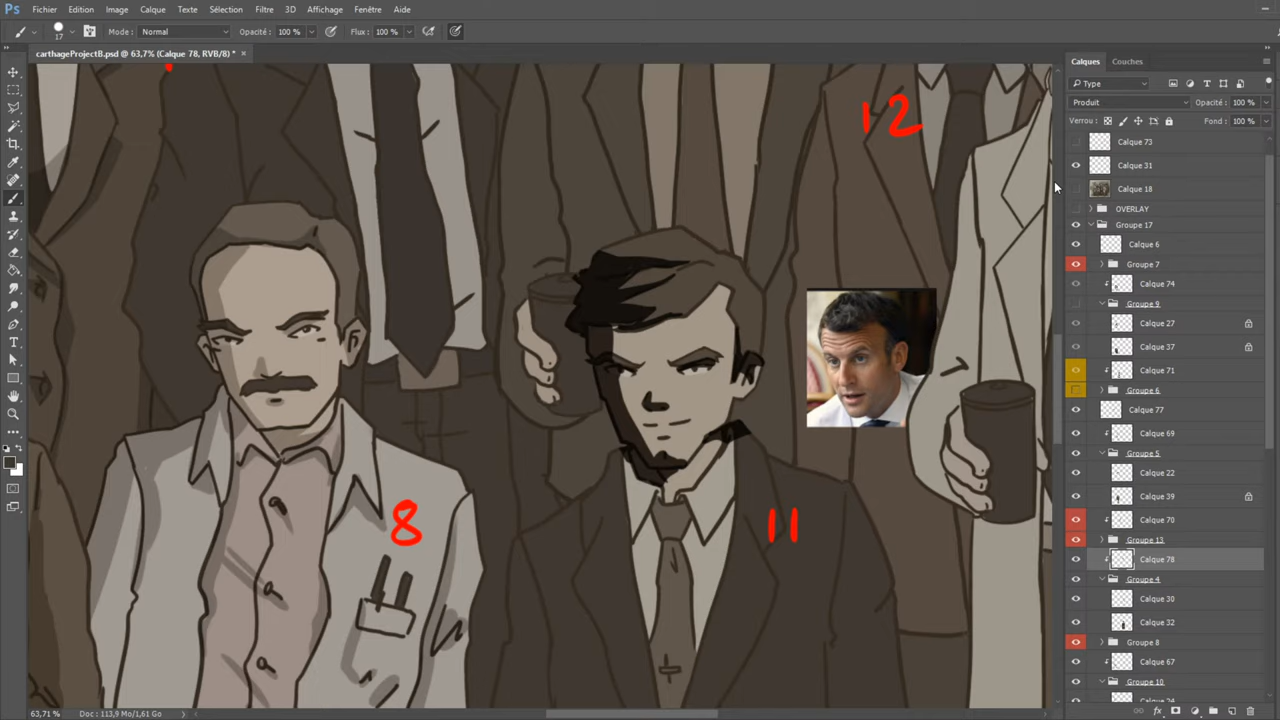 Ps Fichier Edition Image Calque Texte Sélection Filtre 3D Affichage Fenêtre Aide
17 Mode : Normal Opacité : 100 % Flux : 100 %
carthageProjectB.psd @ 63,7% (Calque 78, RVB/8) * ×
Calques Couches
Type
Produit Opacité : 100 %
Verrou : Fond : 100 %
Calque 73
Calque 31
Calque 18
OVERLAY
Groupe 17
Calque 6
Groupe 7
Calque 74
Groupe 9
Calque 27
Calque 37
Calque 71
Groupe 6
Calque 77
Calque 69
Groupe 5
Calque 22
Calque 39
Calque 70
Groupe 13
Calque 78
Groupe 4
Calque 30
Calque 32
Groupe 8
Calque 67
Groupe 10
12
8
11
63,71 % Doc : 113,9 Mo/1,61 Go